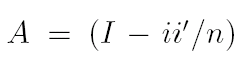 A = (I − ii′/n)